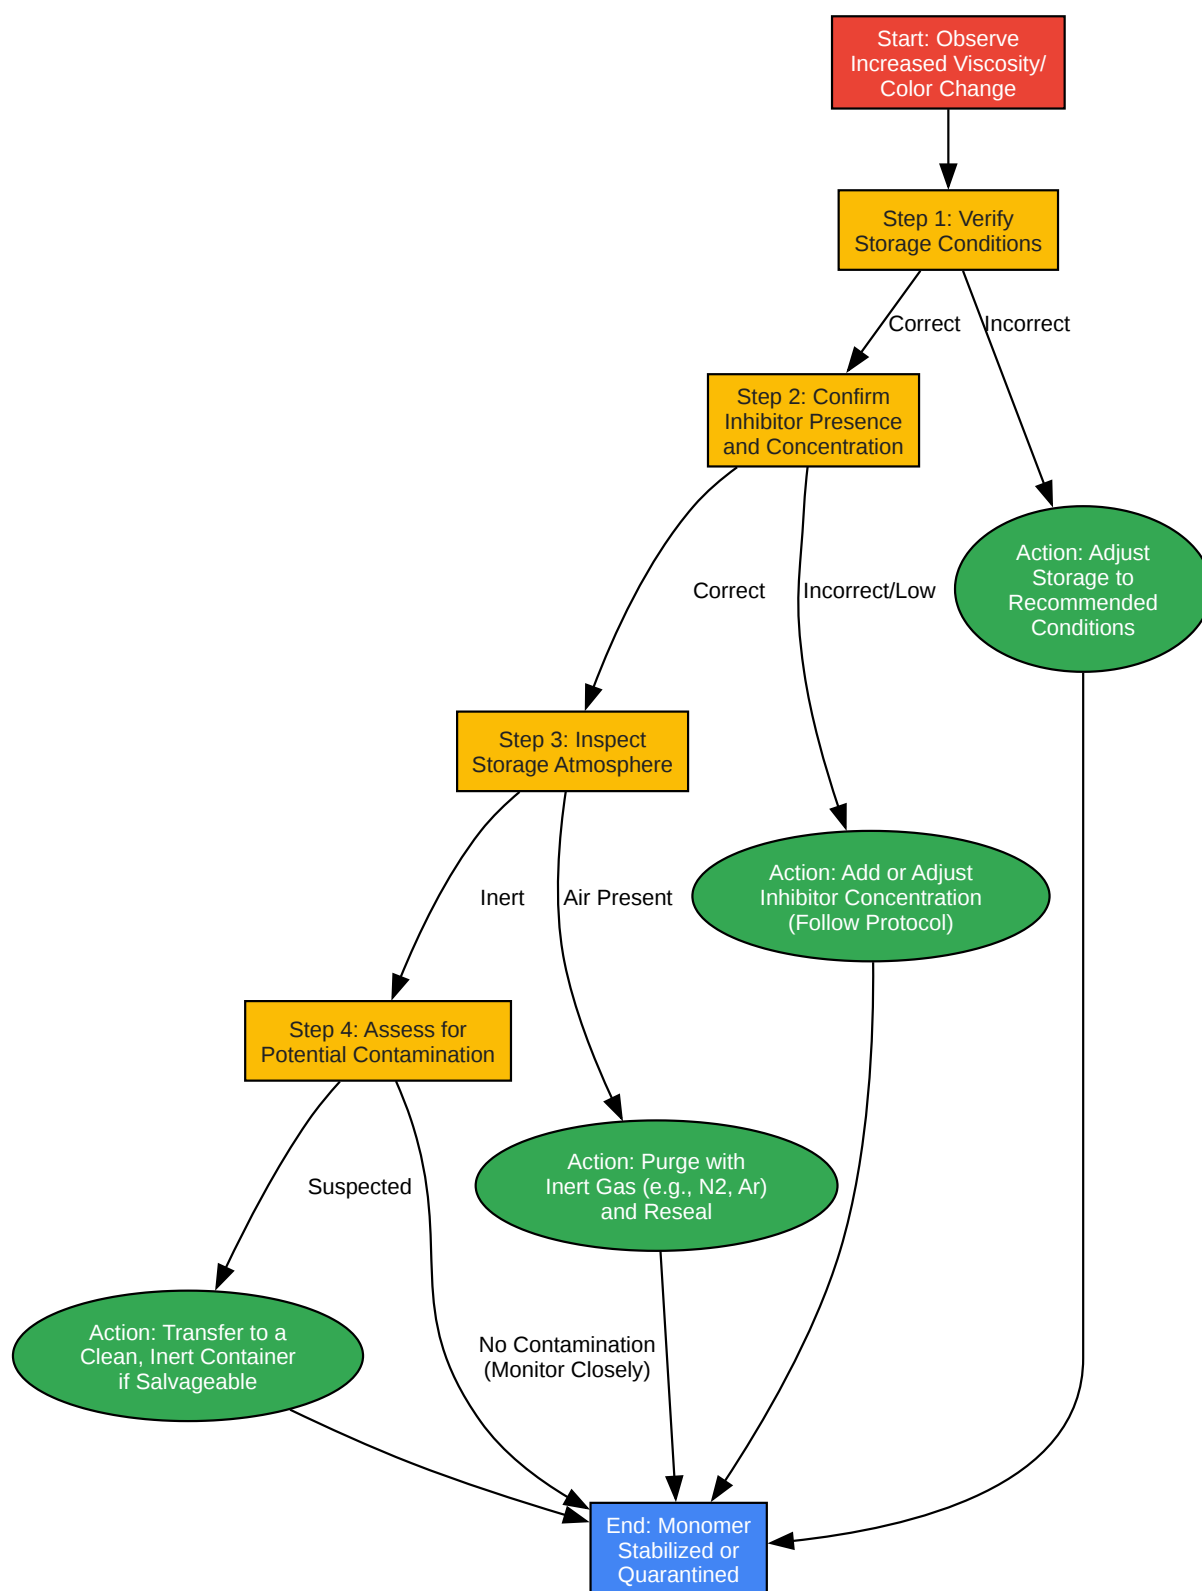 Start: Observe
Increased Viscosity/
Color Change
Step 1: Verify
Storage Conditions
Correct
Incorrect
Step 2: Confirm
Inhibitor Presence
and Concentration
Action: Adjust
Storage to
Recommended
Conditions
Correct
Incorrect/Low
Step 3: Inspect
Storage Atmosphere
Action: Add or Adjust
Inhibitor Concentration
(Follow Protocol)
Inert
Air Present
Step 4: Assess for
Potential Contamination
Action: Purge with
Inert Gas (e.g., N2, Ar)
and Reseal
Suspected
Action: Transfer to a
Clean, Inert Container
if Salvageable
No Contamination
(Monitor Closely)
End: Monomer
Stabilized or
Quarantined